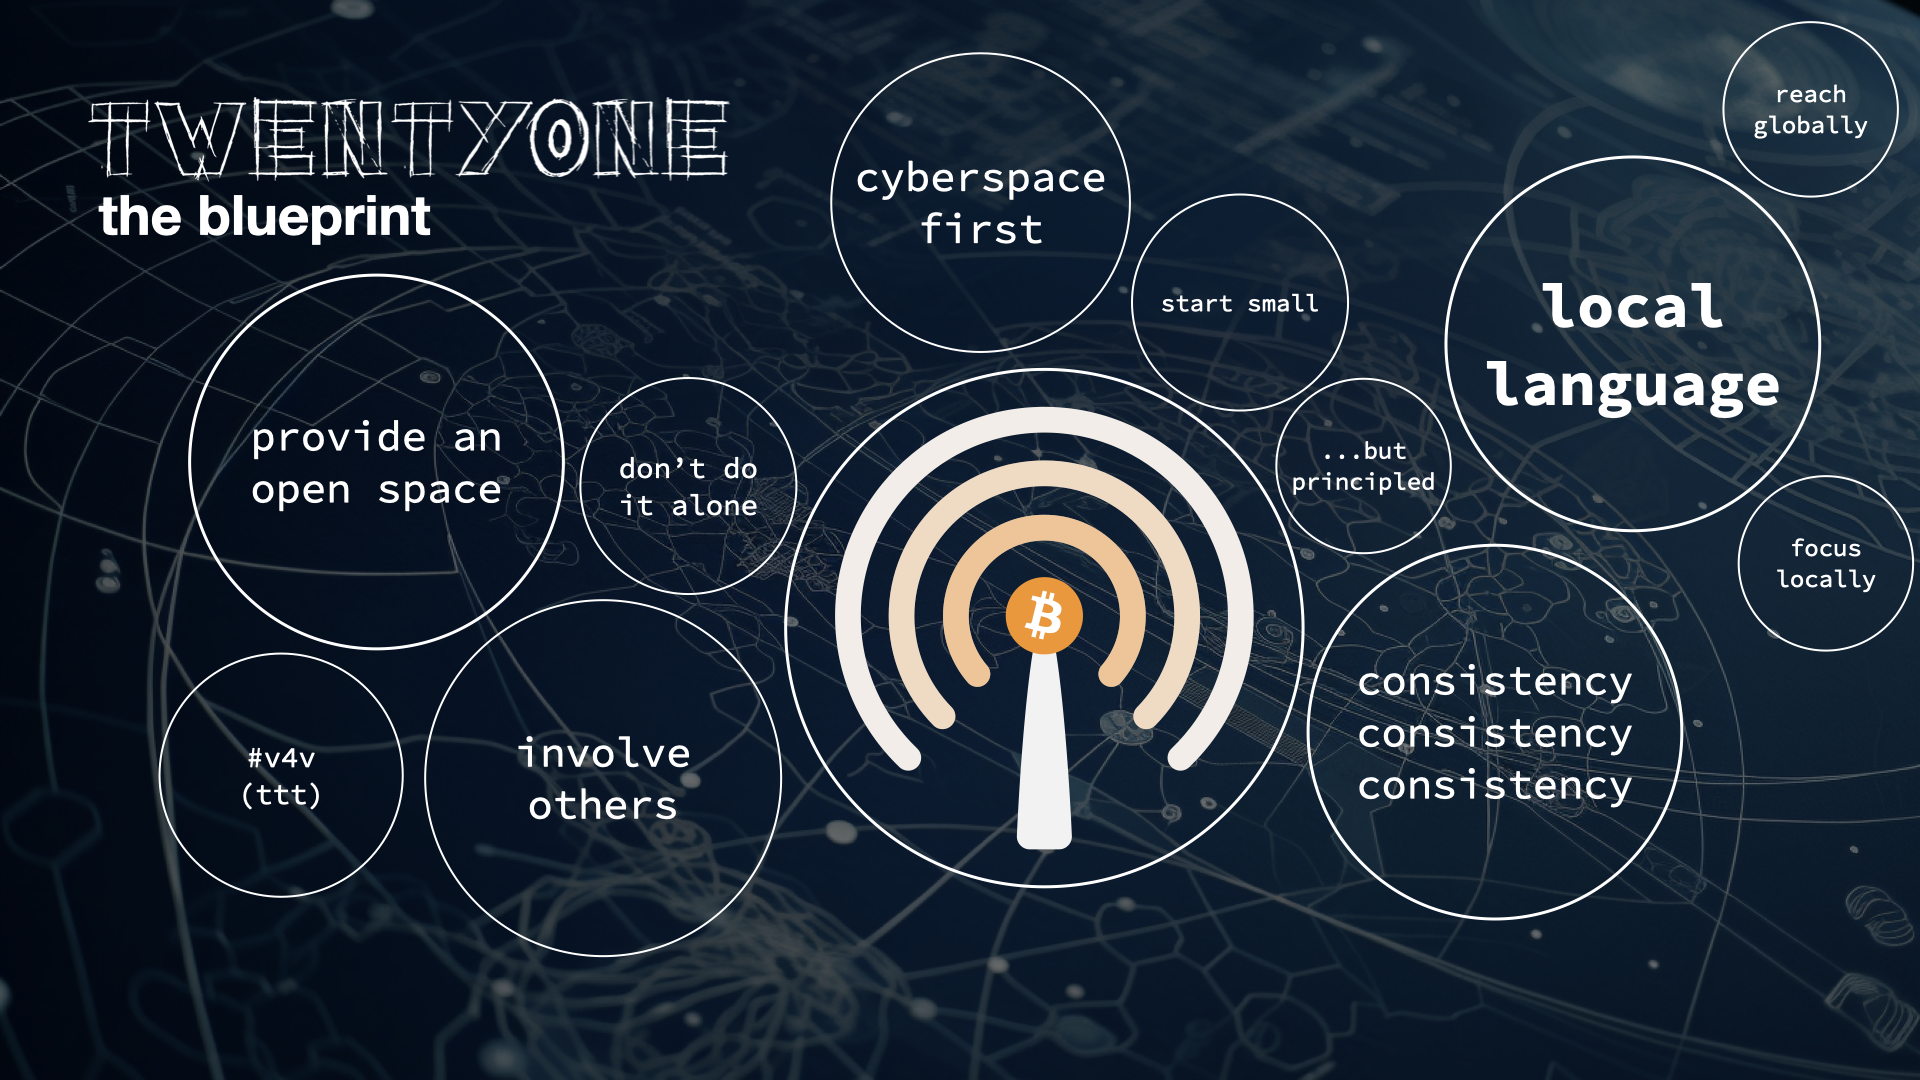 TWENTYONE
the blueprint
cyberspace
first
start small
...but
principled
reach
globally
local
language
focus
locally
provide an
open space
don’t do
it alone
involve
others
#v4v
(ttt)
consistency
consistency
consistency